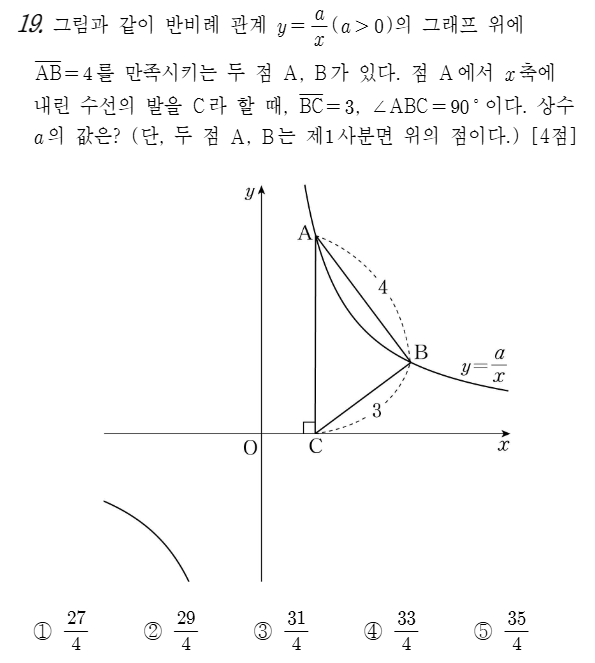 19. 그림과 같이 반비례 관계 y = a/x (a > 0)의 그래프 위에
AB = 4를 만족시키는 두 점 A, B가 있다. 점 A에서 x축에
내린 수선의 발을 C라 할 때, BC = 3, ∠ABC = 90°이다. 상수
a의 값은? (단, 두 점 A, B는 제1사분면 위의 점이다.) [4점]
y
A
4
B
y = a/x
3
O
C
x
① 27/4 ② 29/4 ③ 31/4 ④ 33/4 ⑤ 35/4